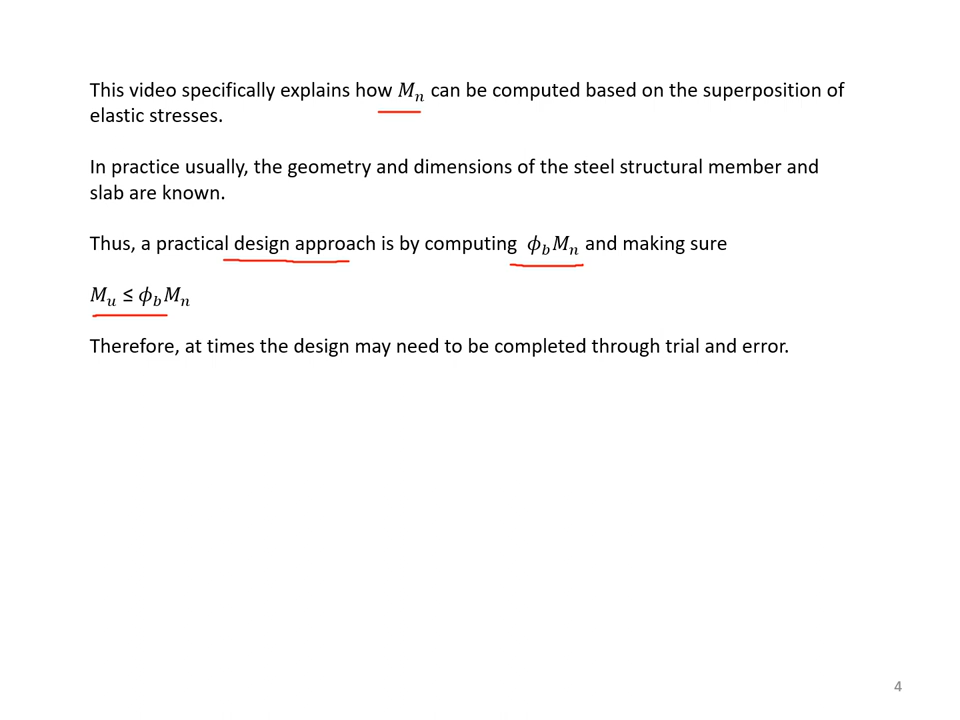 This video specifically explains how Mₙ can be computed based on the superposition of
elastic stresses.
In practice usually, the geometry and dimensions of the steel structural member and
slab are known.
Thus, a practical design approach is by computing ϕ_b Mₙ and making sure
Mᵤ ≤ ϕ_b Mₙ
Therefore, at times the design may need to be completed through trial and error.
4